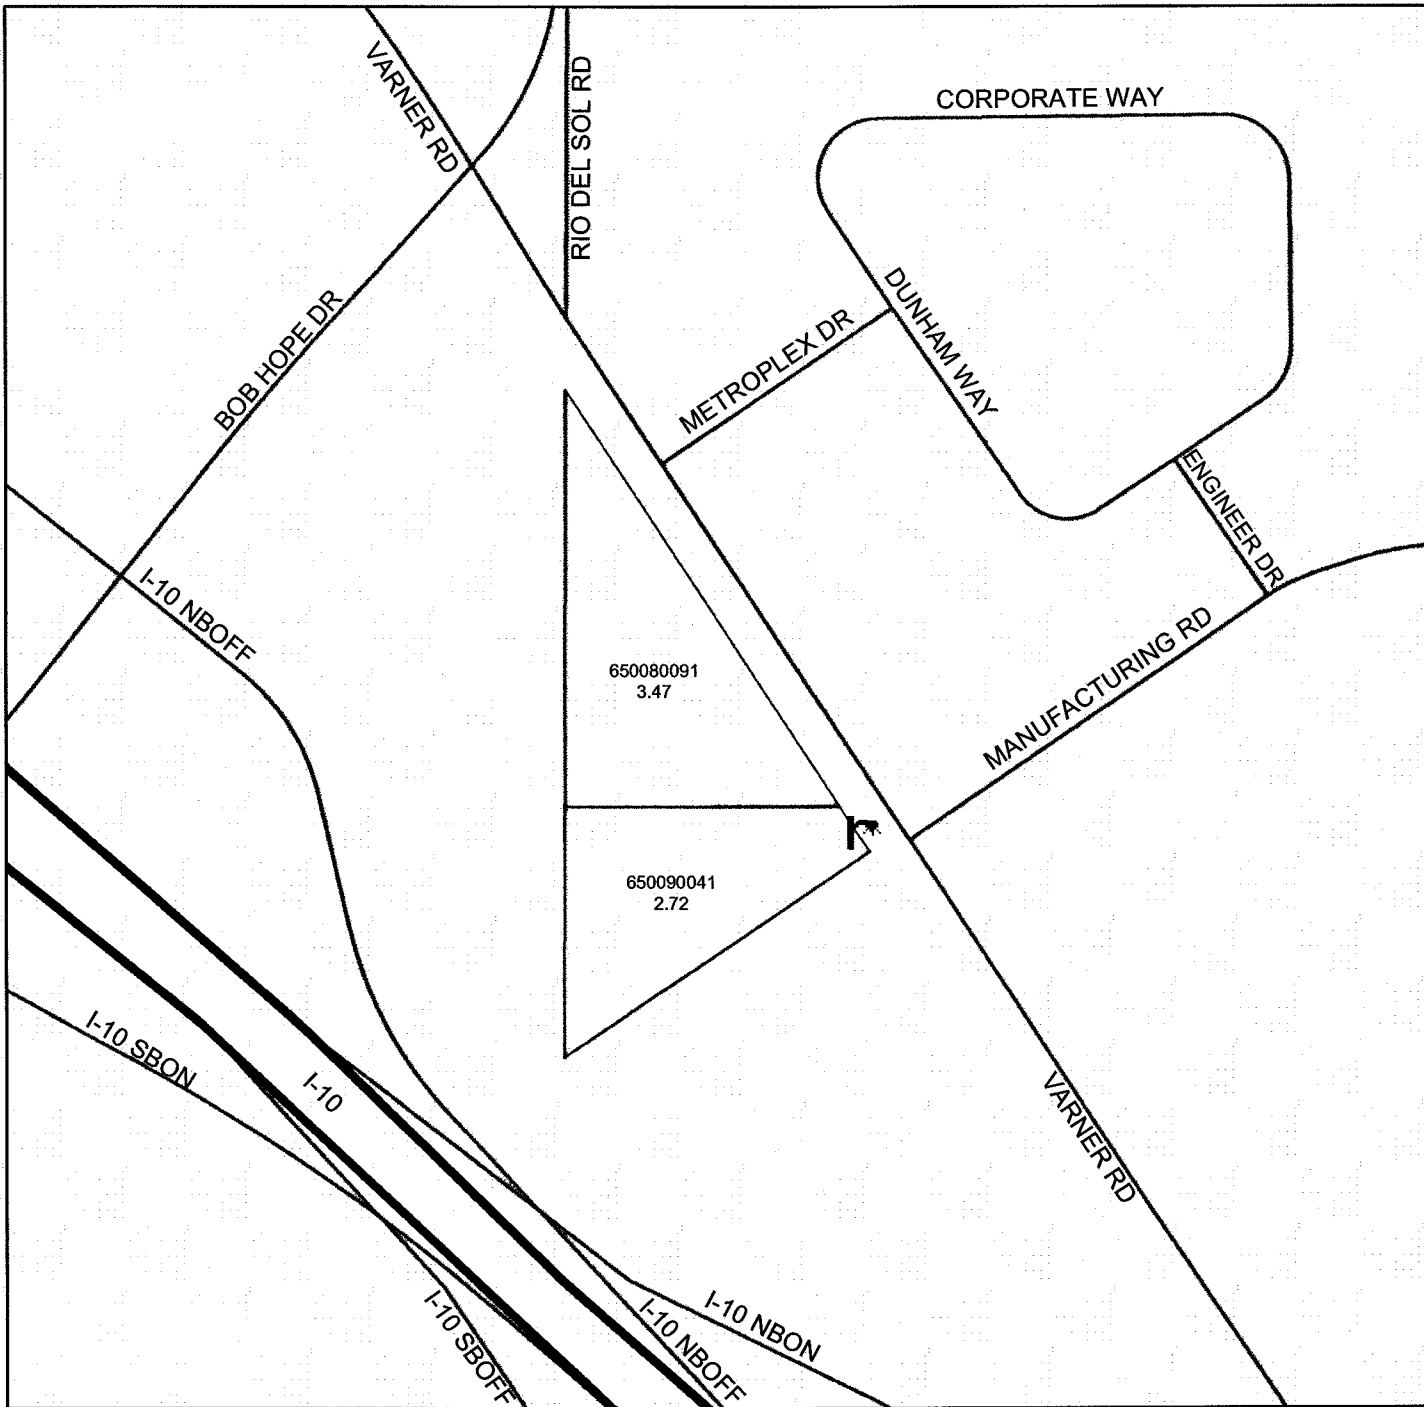 VARNER RD
RIO DEL SOL RD
CORPORATE WAY
BOB HOPE DR
METROPLEX DR
DUNHAM WAY
ENGINEER DR
I-10 NBOFF
MANUFACTURING RD
650080091
3.47
650090041
2.72
I-10 SBON
I-10
VARNER RD
I-10 SBOFF
I-10 NBOFF
I-10 NBON